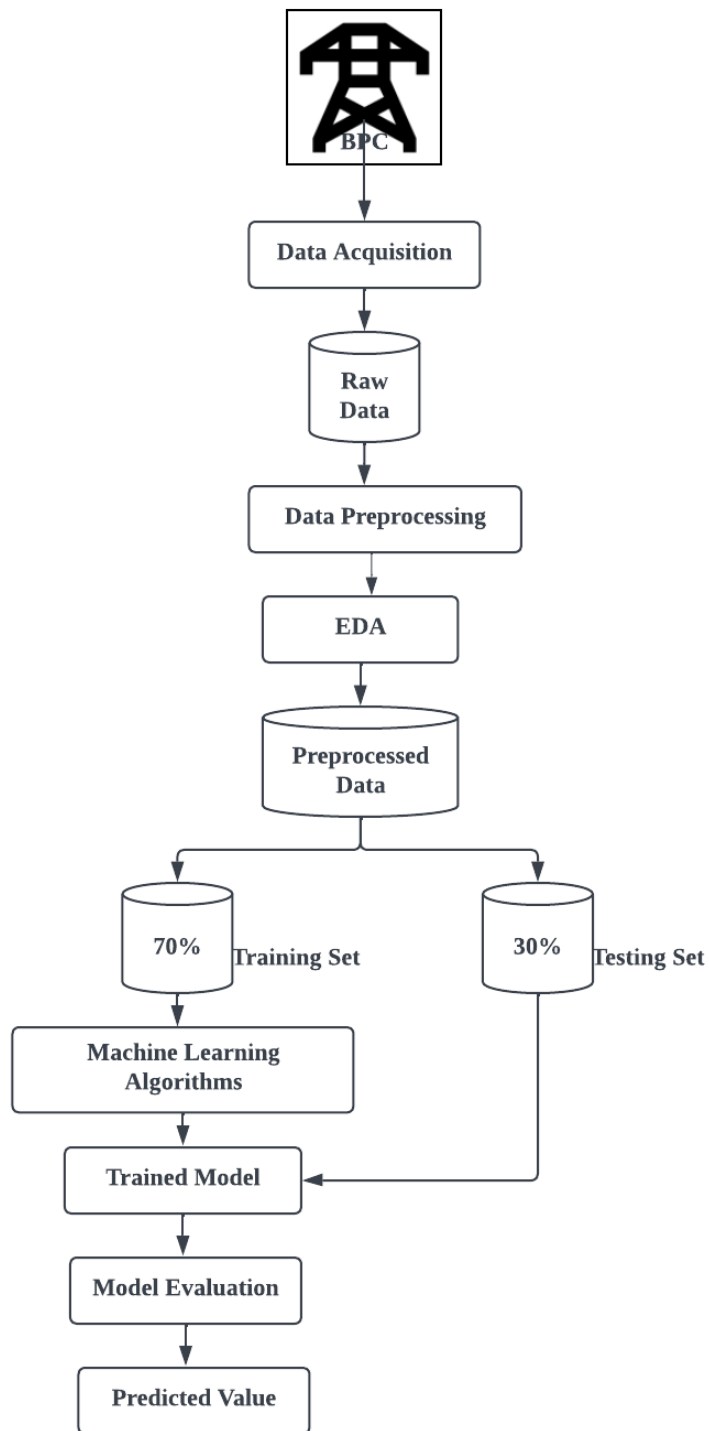 BPC
Data Acquisition
Raw
Data
Data Preprocessing
EDA
Preprocessed
Data
70%
Training Set
30%
Testing Set
Machine Learning
Algorithms
Trained Model
Model Evaluation
Predicted Value